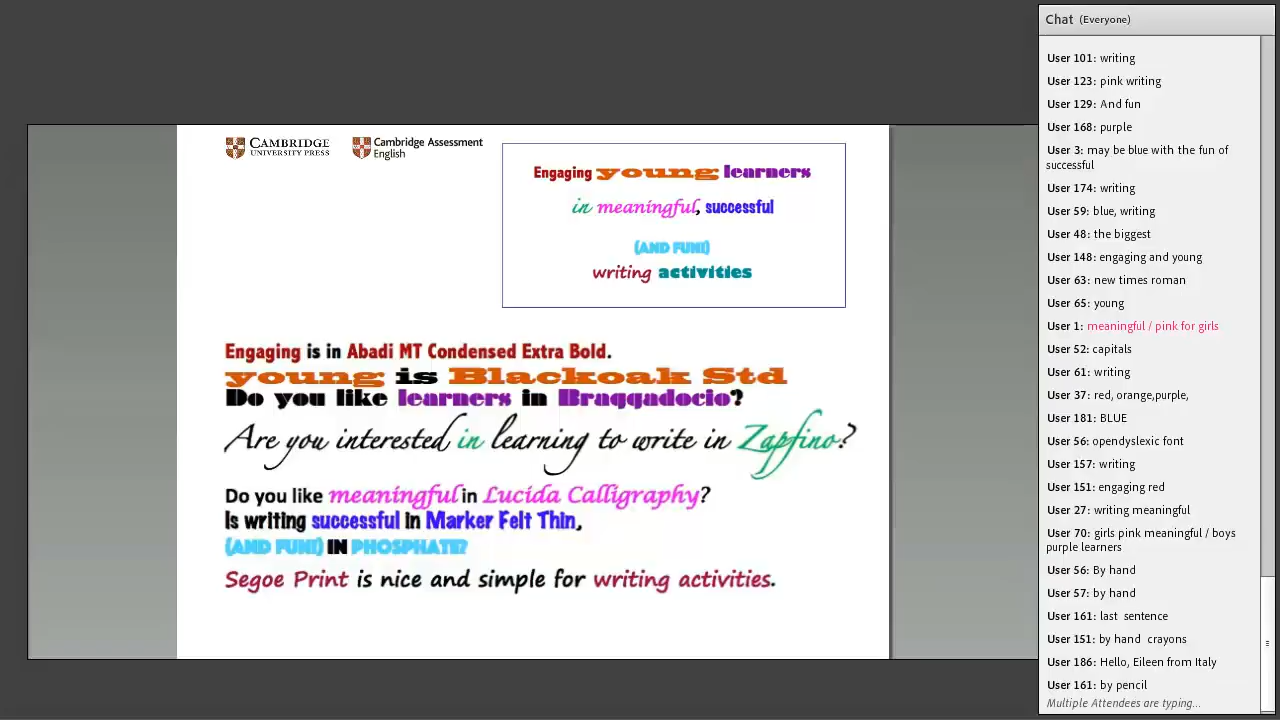 CAMBRIDGE
UNIVERSITY PRESS
Cambridge Assessment
English
Engaging young learners
in meaningful, successful
(AND FUN!)
writing activities
Engaging is in Abadi MT Condensed Extra Bold.
young is Blackoak Std
Do you like learners in Braggadocio?
Are you interested in learning to write in Zapfino?
Do you like meaningful in Lucida Calligraphy?
Is writing successful in Marker Felt Thin,
(AND FUN!) IN PHOSPHATE?
Segoe Print is nice and simple for writing activities.
Chat (Everyone)
User 101: writing
User 123: pink writing
User 129: And fun
User 168: purple
User 3: may be blue with the fun of
successful
User 174: writing
User 59: blue, writing
User 48: the biggest
User 148: engaging and young
User 63: new times roman
User 65: young
User 1: meaningful / pink for girls
User 52: capitals
User 61: writing
User 37: red, orange,purple,
User 181: BLUE
User 56: opendyslexic font
User 157: writing
User 151: engaging red
User 27: writing meaningful
User 70: girls pink meaningful / boys
purple learners
User 56: By hand
User 57: by hand
User 161: last sentence
User 151: by hand crayons
User 186: Hello, Eileen from Italy
User 161: by pencil
Multiple Attendees are typing...